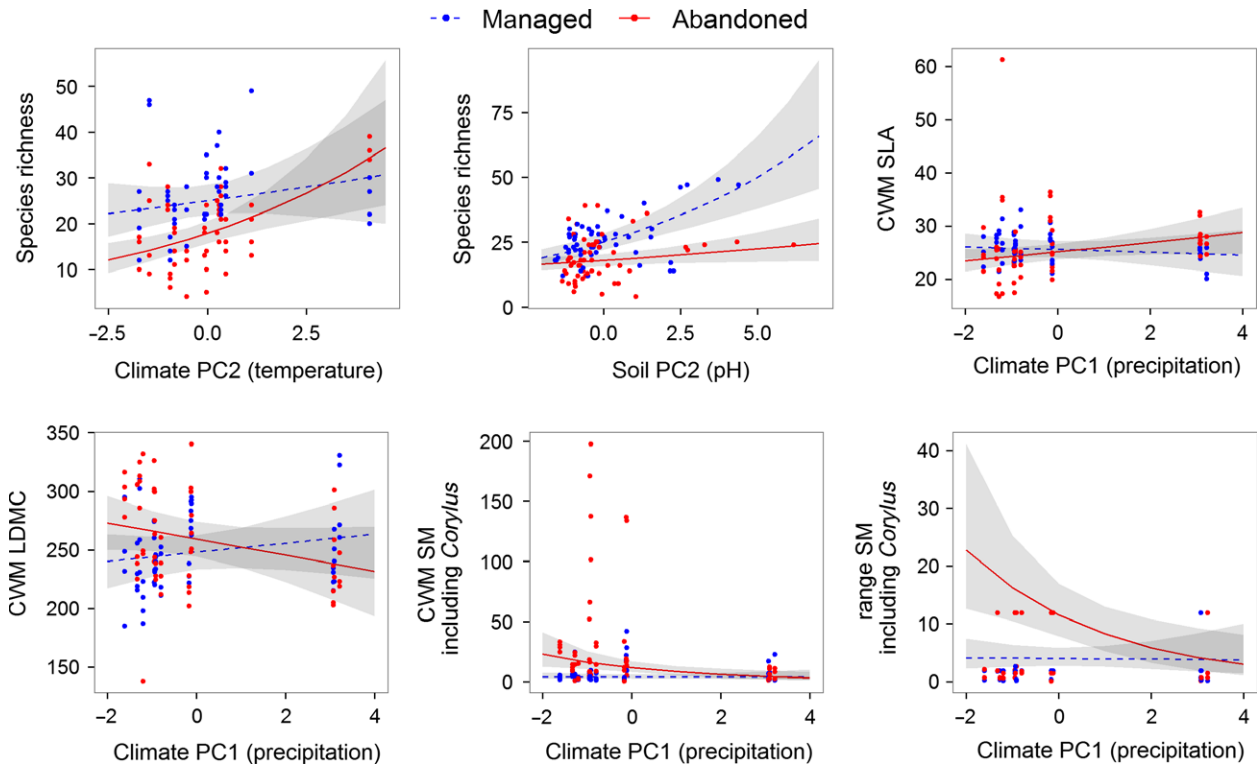 Managed Abandoned
Species richness
50
40
30
20
10
−2.5 0.0 2.5
Climate PC2 (temperature)
Species richness
75
50
25
0
0.0 2.5 5.0
Soil PC2 (pH)
CWM SLA
60
50
40
30
20
−2 0 2 4
Climate PC1 (precipitation)
CWM LDMC
350
300
250
200
150
−2 0 2 4
Climate PC1 (precipitation)
CWM SM
including Corylus
200
150
100
50
0
−2 0 2 4
Climate PC1 (precipitation)
range SM
including Corylus
40
30
20
10
0
−2 0 2 4
Climate PC1 (precipitation)